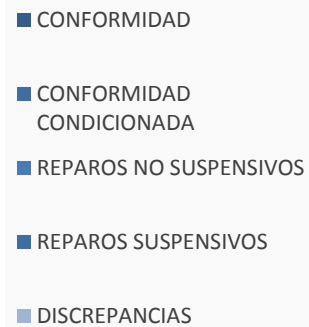 CONFORMIDAD
CONFORMIDAD
CONDICIONADA
REPAROS NO SUSPENSIVOS
REPAROS SUSPENSIVOS
DISCREPANCIAS